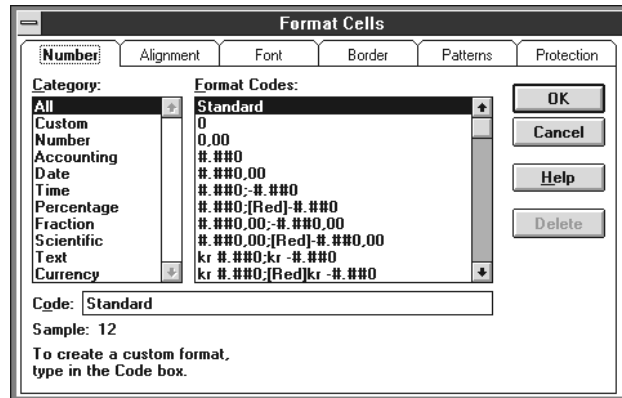 Format Cells
Number Alignment Font Border Patterns Protection
Category:
All
Custom
Number
Accounting
Date
Time
Percentage
Fraction
Scientific
Text
Currency
Format Codes:
Standard
0
0,00
#.##0
#.##0,00
#.##0;-#.##0
#.##0;[Red]-#.##0
#.##0,00;-#.##0,00
#.##0,00;[Red]-#.##0,00
kr #.##0;kr -#.##0
kr #.##0;[Red]kr -#.##0
OK
Cancel
Help
Delete
Code: Standard
Sample: 12
To create a custom format,
type in the Code box.